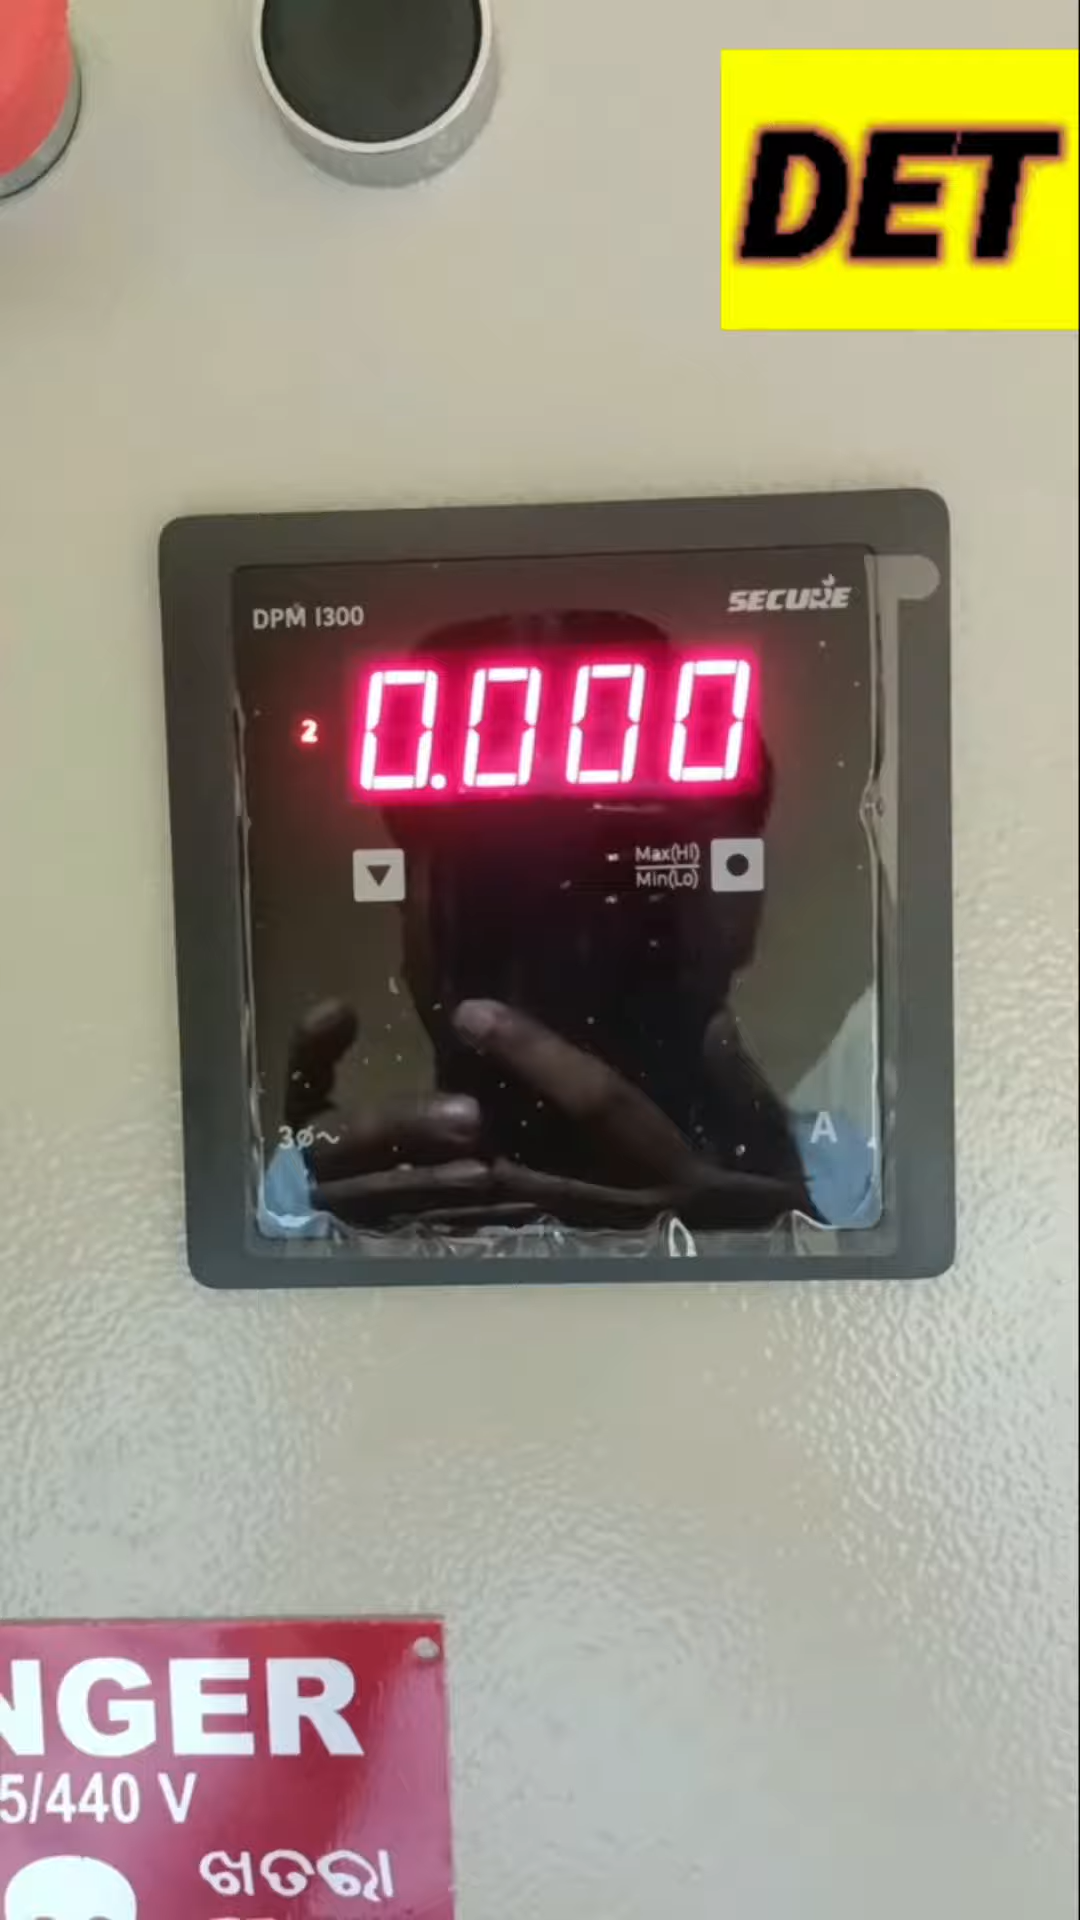 DET
DPM I300
SECURE
2
0.000
Max(Hi)
Min(Lo)
3ø~
A
NGER
5/440 V
ଖତରା